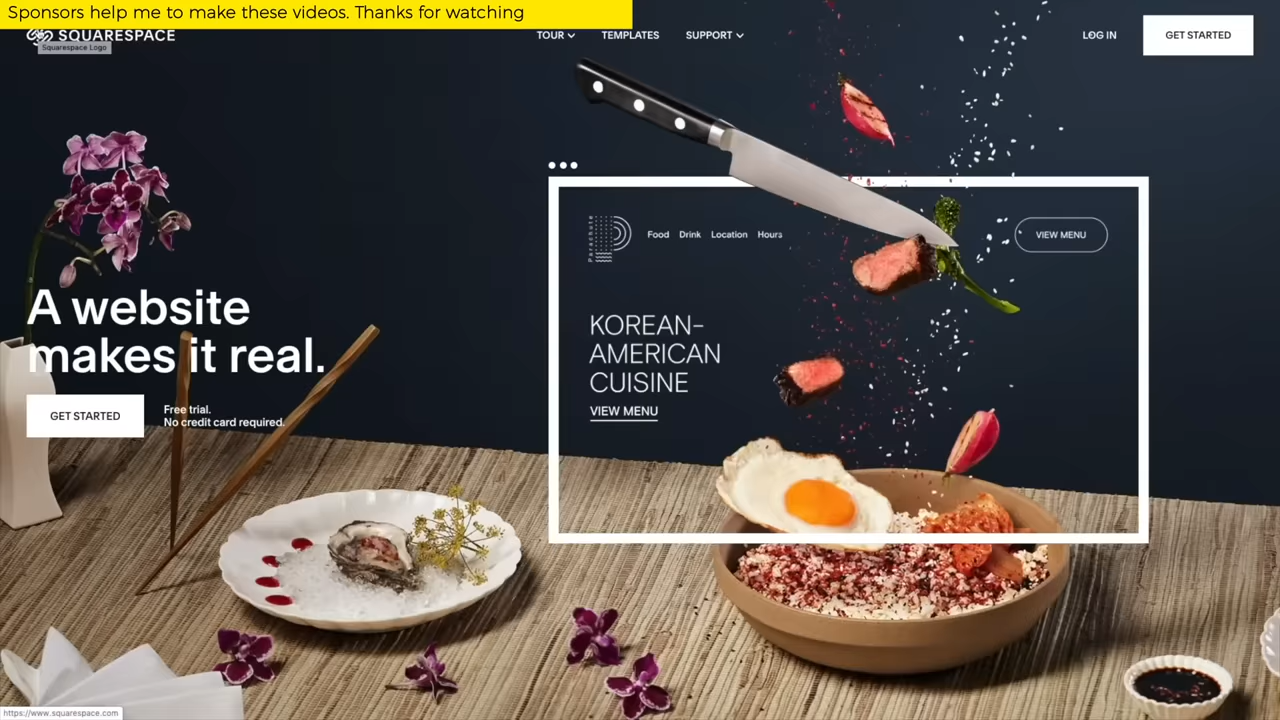 Sponsors help me to make these videos. Thanks for watching
SQUARESPACE
Squarespace Logo
TOUR
TEMPLATES
SUPPORT
LOG IN
GET STARTED
Food
Drink
Location
Hours
VIEW MENU
KOREAN-
AMERICAN
CUISINE
VIEW MENU
A website
makes it real.
GET STARTED
Free trial.
No credit card required.
https://www.squarespace.com